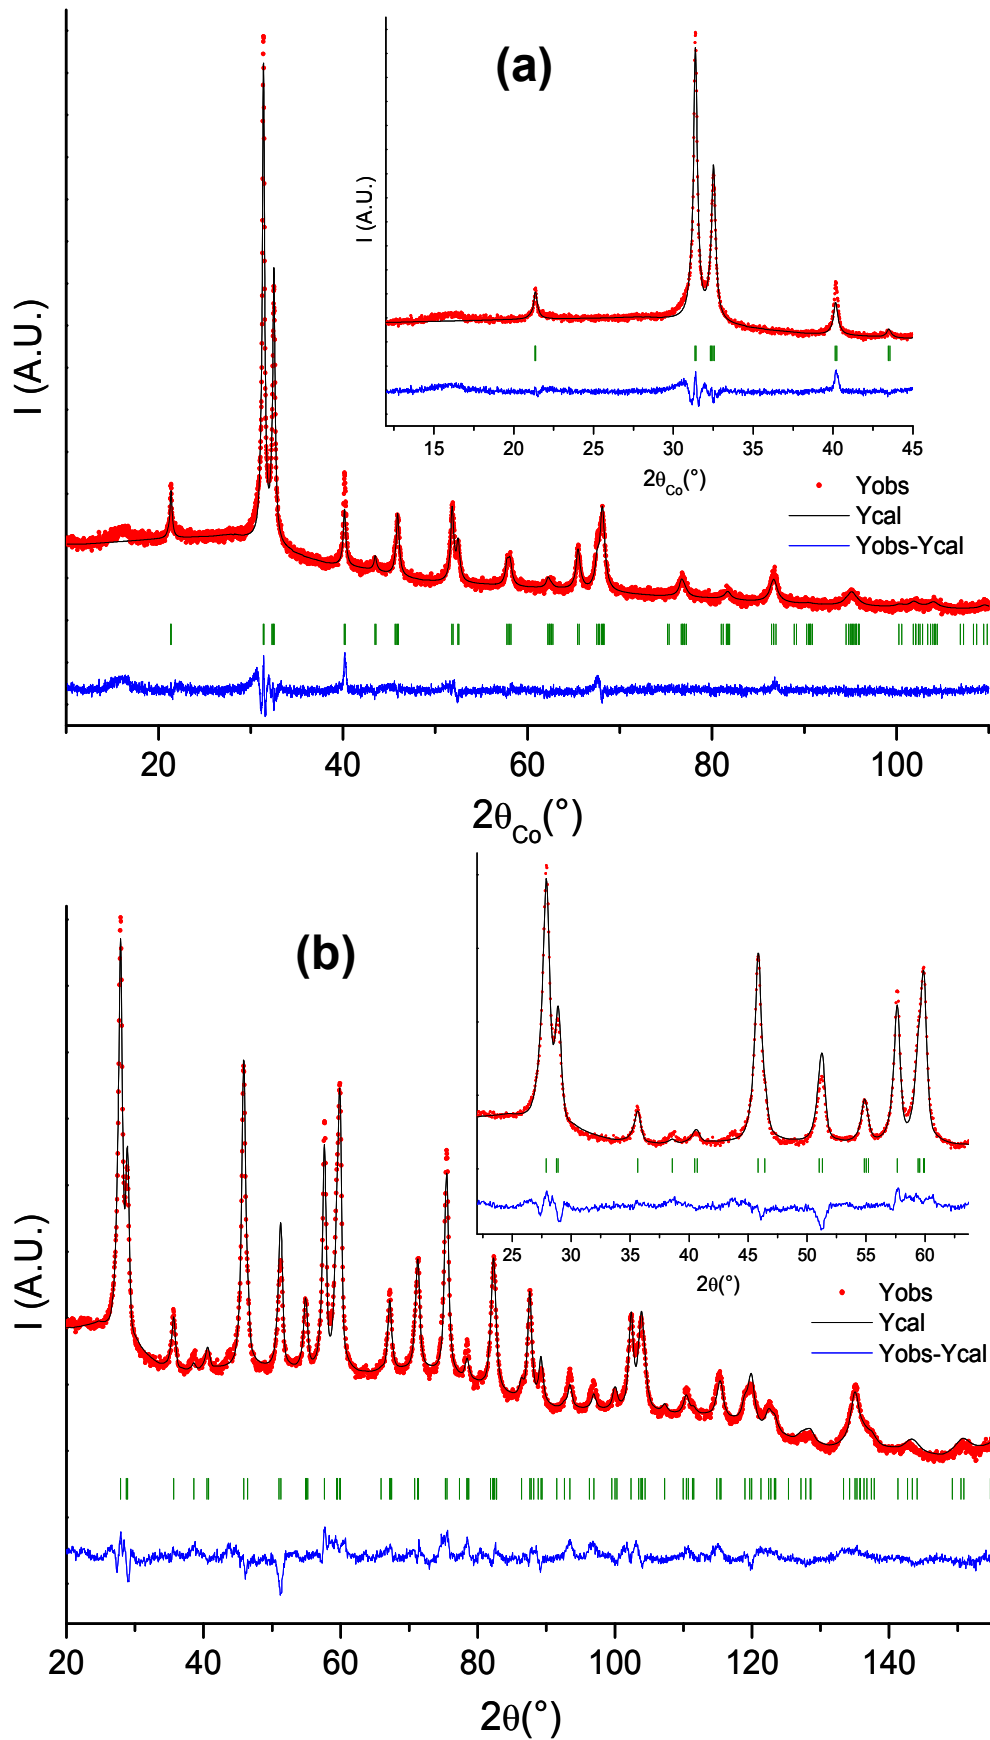 (a)
I (A.U.)
I (A.U.)
15 20 25 30 35 40 45
2θCo(°)
Yobs
Ycal
Yobs-Ycal
20 40 60 80 100
2θCo(°)
(b)
I (A.U.)
25 30 35 40 45 50 55 60
2θ(°)
Yobs
Ycal
Yobs-Ycal
20 40 60 80 100 120 140
2θ(°)